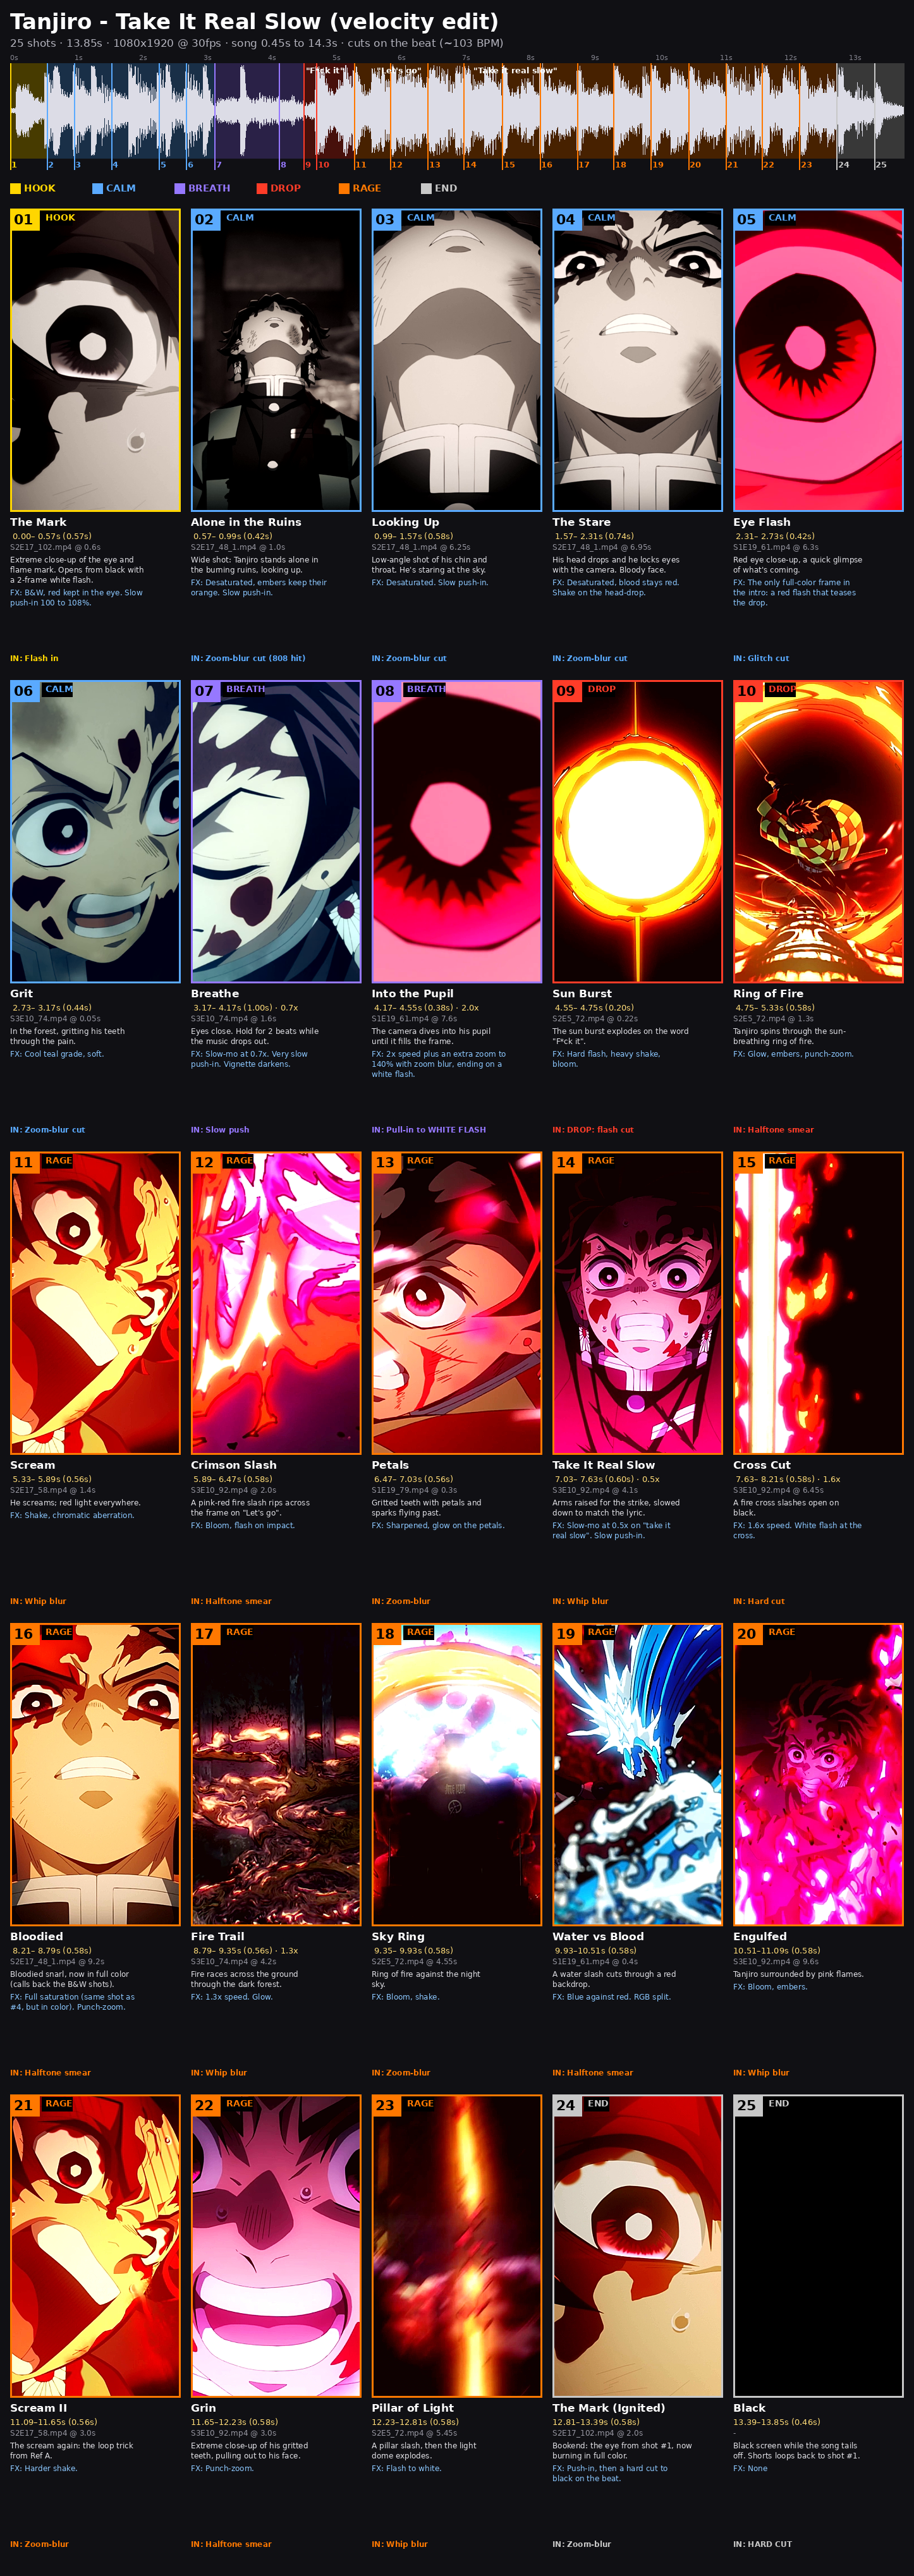 Tanjiro - Take It Real Slow (velocity edit)
25 shots · 13.85s · 1080x1920 @ 30fps · song 0.45s to 14.3s · cuts on the beat (~103 BPM)
0s 1s 2s 3s 4s 5s 6s 7s 8s 9s 10s 11s 12s 13s
"F*ck it" "Let's go" "Take it real slow"
1 2 3 4 5 6 7 8 9 10 11 12 13 14 15 16 17 18 19 20 21 22 23 24 25
HOOK CALM BREATH DROP RAGE END
01 HOOK
The Mark
0.00– 0.57s (0.57s)
S2E17_102.mp4 @ 0.6s
Extreme close-up of the eye and
flame mark. Opens from black with
a 2-frame white flash.
FX: B&W, red kept in the eye. Slow
push-in 100 to 108%.
IN: Flash in
02 CALM
Alone in the Ruins
0.57– 0.99s (0.42s)
S2E17_48_1.mp4 @ 1.0s
Wide shot: Tanjiro stands alone in
the burning ruins, looking up.
FX: Desaturated, embers keep their
orange. Slow push-in.
IN: Zoom-blur cut (808 hit)
03 CALM
Looking Up
0.99– 1.57s (0.58s)
S2E17_48_1.mp4 @ 6.25s
Low-angle shot of his chin and
throat. He's staring at the sky.
FX: Desaturated. Slow push-in.
IN: Zoom-blur cut
04 CALM
The Stare
1.57– 2.31s (0.74s)
S2E17_48_1.mp4 @ 6.95s
His head drops and he locks eyes
with the camera. Bloody face.
FX: Desaturated, blood stays red.
Shake on the head-drop.
IN: Zoom-blur cut
05 CALM
Eye Flash
2.31– 2.73s (0.42s)
S1E19_61.mp4 @ 6.3s
Red eye close-up, a quick glimpse
of what's coming.
FX: The only full-color frame in
the intro: a red flash that teases
the drop.
IN: Glitch cut
06 CALM
Grit
2.73– 3.17s (0.44s)
S3E10_74.mp4 @ 0.05s
In the forest, gritting his teeth
through the pain.
FX: Cool teal grade, soft.
IN: Zoom-blur cut
07 BREATH
Breathe
3.17– 4.17s (1.00s) · 0.7x
S3E10_74.mp4 @ 1.6s
Eyes close. Hold for 2 beats while
the music drops out.
FX: Slow-mo at 0.7x. Very slow
push-in. Vignette darkens.
IN: Slow push
08 BREATH
Into the Pupil
4.17– 4.55s (0.38s) · 2.0x
S1E19_61.mp4 @ 7.6s
The camera dives into his pupil
until it fills the frame.
FX: 2x speed plus an extra zoom to
140% with zoom blur, ending on a
white flash.
IN: Pull-in to WHITE FLASH
09 DROP
Sun Burst
4.55– 4.75s (0.20s)
S2E5_72.mp4 @ 0.22s
The sun burst explodes on the word
"F*ck it".
FX: Hard flash, heavy shake,
bloom.
IN: DROP: flash cut
10 DROP
Ring of Fire
4.75– 5.33s (0.58s)
S2E5_72.mp4 @ 1.3s
Tanjiro spins through the sun-
breathing ring of fire.
FX: Glow, embers, punch-zoom.
IN: Halftone smear
11 RAGE
Scream
5.33– 5.89s (0.56s)
S2E17_58.mp4 @ 1.4s
He screams; red light everywhere.
FX: Shake, chromatic aberration.
IN: Whip blur
12 RAGE
Crimson Slash
5.89– 6.47s (0.58s)
S3E10_92.mp4 @ 2.0s
A pink-red fire slash rips across
the frame on "Let's go".
FX: Bloom, flash on impact.
IN: Halftone smear
13 RAGE
Petals
6.47– 7.03s (0.56s)
S1E19_79.mp4 @ 0.3s
Gritted teeth with petals and
sparks flying past.
FX: Sharpened, glow on the petals.
IN: Zoom-blur
14 RAGE
Take It Real Slow
7.03– 7.63s (0.60s) · 0.5x
S3E10_92.mp4 @ 4.1s
Arms raised for the strike, slowed
down to match the lyric.
FX: Slow-mo at 0.5x on "take it
real slow". Slow push-in.
IN: Whip blur
15 RAGE
Cross Cut
7.63– 8.21s (0.58s) · 1.6x
S3E10_92.mp4 @ 6.45s
A fire cross slashes open on
black.
FX: 1.6x speed. White flash at the
cross.
IN: Hard cut
16 RAGE
Bloodied
8.21– 8.79s (0.58s)
S2E17_48_1.mp4 @ 9.2s
Bloodied snarl, now in full color
(calls back the B&W shots).
FX: Full saturation (same shot as
#4, but in color). Punch-zoom.
IN: Halftone smear
17 RAGE
Fire Trail
8.79– 9.35s (0.56s) · 1.3x
S3E10_74.mp4 @ 4.2s
Fire races across the ground
through the dark forest.
FX: 1.3x speed. Glow.
IN: Whip blur
18 RAGE
Sky Ring
9.35– 9.93s (0.58s)
S2E5_72.mp4 @ 4.55s
Ring of fire against the night
sky.
FX: Bloom, shake.
IN: Zoom-blur
19 RAGE
Water vs Blood
9.93–10.51s (0.58s)
S1E19_61.mp4 @ 0.4s
A water slash cuts through a red
backdrop.
FX: Blue against red. RGB split.
IN: Halftone smear
20 RAGE
Engulfed
10.51–11.09s (0.58s)
S3E10_92.mp4 @ 9.6s
Tanjiro surrounded by pink flames.
FX: Bloom, embers.
IN: Whip blur
21 RAGE
Scream II
11.09–11.65s (0.56s)
S2E17_58.mp4 @ 3.0s
The scream again: the loop trick
from Ref A.
FX: Harder shake.
IN: Zoom-blur
22 RAGE
Grin
11.65–12.23s (0.58s)
S3E10_92.mp4 @ 3.0s
Extreme close-up of his gritted
teeth, pulling out to his face.
FX: Punch-zoom.
IN: Halftone smear
23 RAGE
Pillar of Light
12.23–12.81s (0.58s)
S2E5_72.mp4 @ 5.45s
A pillar slash, then the light
dome explodes.
FX: Flash to white.
IN: Whip blur
24 END
The Mark (Ignited)
12.81–13.39s (0.58s)
S2E17_102.mp4 @ 2.0s
Bookend: the eye from shot #1, now
burning in full color.
FX: Push-in, then a hard cut to
black on the beat.
IN: Zoom-blur
25 END
Black
13.39–13.85s (0.46s)
-
Black screen while the song tails
off. Shorts loops back to shot #1.
FX: None
IN: HARD CUT